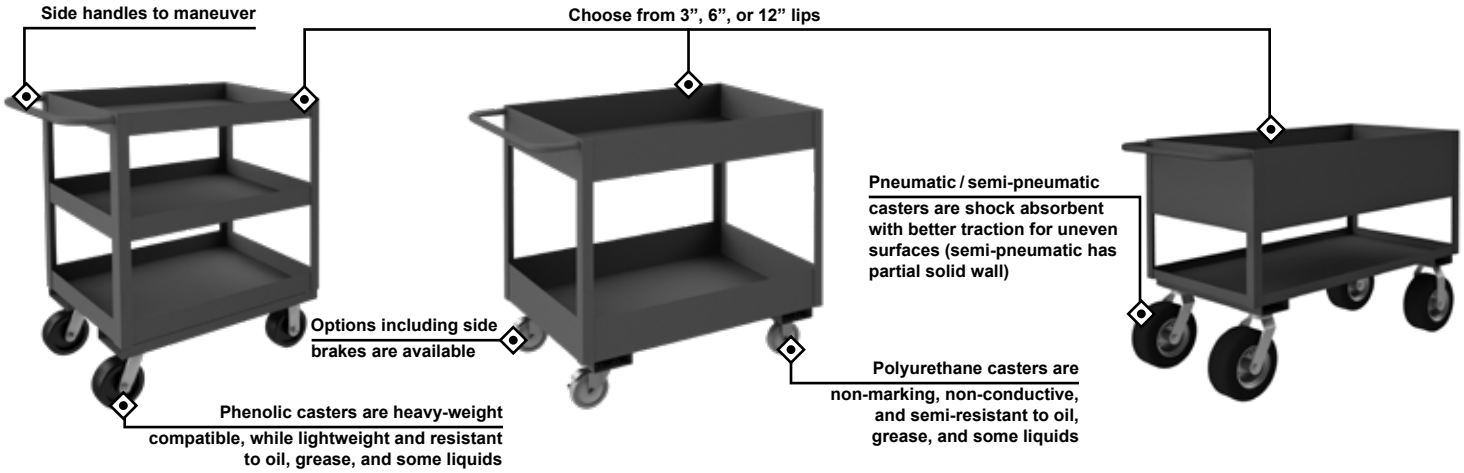 Side handles to maneuver
Choose from 3”, 6”, or 12” lips
Pneumatic / semi-pneumatic
casters are shock absorbent
with better traction for uneven
surfaces (semi-pneumatic has
partial solid wall)
Options including side
brakes are available
Polyurethane casters are
non-marking, non-conductive,
and semi-resistant to oil,
grease, and some liquids
Phenolic casters are heavy-weight
compatible, while lightweight and resistant
to oil, grease, and some liquids